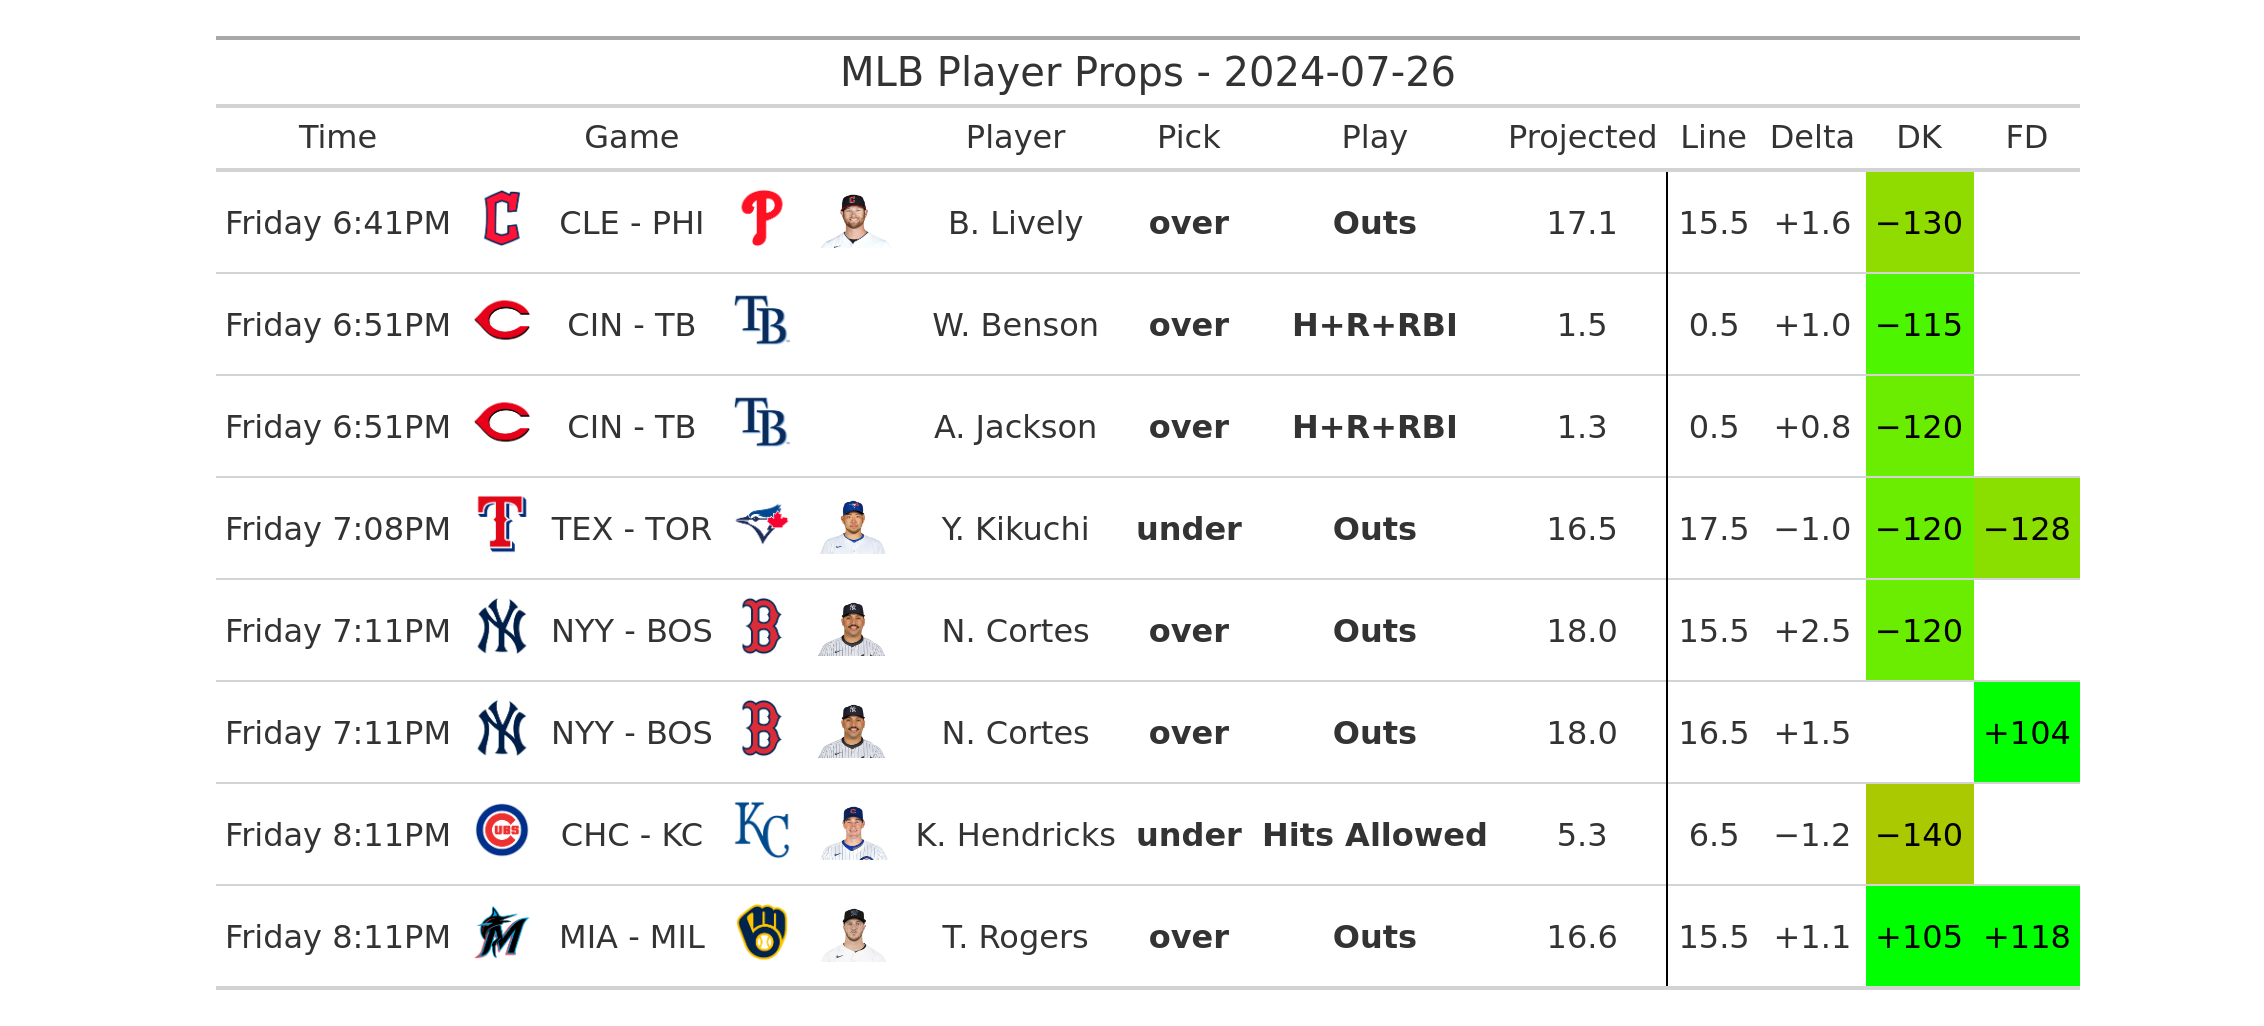 MLB Player Props - 2024-07-26
Time Game Player Pick Play Projected Line Delta DK FD
Friday 6:41PM CLE - PHI B. Lively over Outs 17.1 15.5 +1.6 −130
Friday 6:51PM CIN - TB W. Benson over H+R+RBI 1.5 0.5 +1.0 −115
Friday 6:51PM CIN - TB A. Jackson over H+R+RBI 1.3 0.5 +0.8 −120
Friday 7:08PM TEX - TOR Y. Kikuchi under Outs 16.5 17.5 −1.0 −120 −128
Friday 7:11PM NYY - BOS N. Cortes over Outs 18.0 15.5 +2.5 −120
Friday 7:11PM NYY - BOS N. Cortes over Outs 18.0 16.5 +1.5 +104
Friday 8:11PM CHC - KC K. Hendricks under Hits Allowed 5.3 6.5 −1.2 −140
Friday 8:11PM MIA - MIL T. Rogers over Outs 16.6 15.5 +1.1 +105 +118